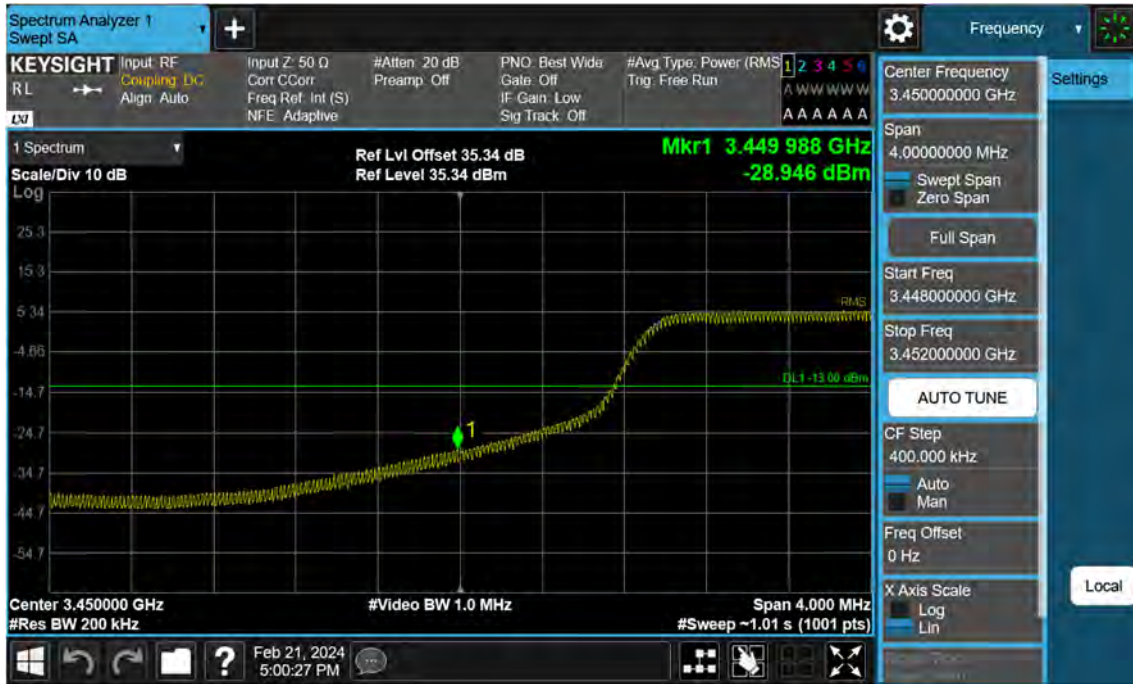 Spectrum Analyzer 1
Swept SA
Frequency
KEYSIGHT
RL
LXI
Input: RF
Coupling: DC
Align: Auto
Input Z: 50 Ω
Corr CCorr
Freq Ref: Int (S)
NFE: Adaptive
#Atten: 20 dB
Preamp: Off
PNO: Best Wide
Gate: Off
IF Gain: Low
Sig Track: Off
#Avg Type: Power (RMS
Trig: Free Run
1 2 3 4 5 6
A W W W W W
A A A A A A
1 Spectrum
Scale/Div 10 dB
Log
Ref Lvl Offset 35.34 dB
Ref Level 35.34 dBm
Mkr1 3.449 988 GHz
-28.946 dBm
25.3
15.3
5.34
-4.66
-14.7
-24.7
-34.7
-44.7
-54.7
RMS
DL1 -13.00 dBm
1
Center 3.450000 GHz
#Res BW 200 kHz
#Video BW 1.0 MHz
Span 4.000 MHz
#Sweep ~1.01 s (1001 pts)
Feb 21, 2024
5:00:27 PM
Center Frequency
3.450000000 GHz
Span
4.00000000 MHz
Swept Span
Zero Span
Full Span
Start Freq
3.448000000 GHz
Stop Freq
3.452000000 GHz
AUTO TUNE
CF Step
400.000 kHz
Auto
Man
Freq Offset
0 Hz
X Axis Scale
Log
Lin
Settings
Local